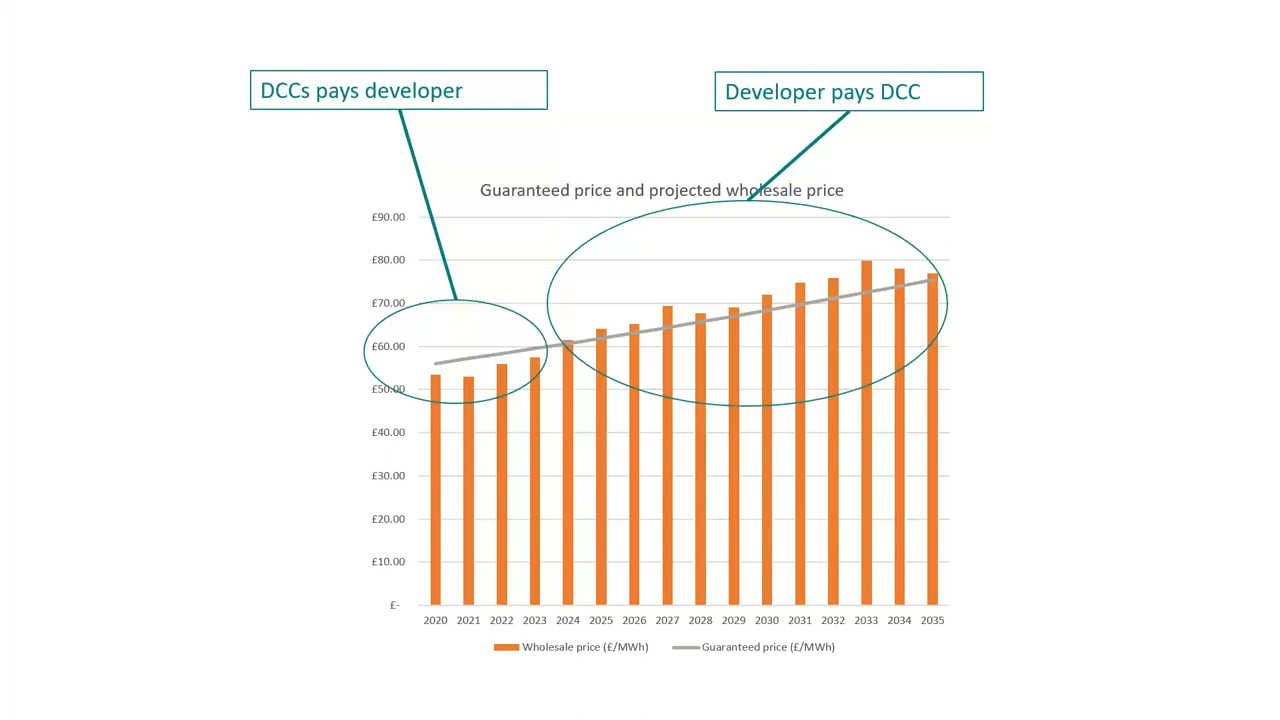 DCCs pays developer
Developer pays DCC
Guaranteed price and projected wholesale price
£90.00
£80.00
£70.00
£60.00
£50.00
£40.00
£30.00
£20.00
£10.00
£-
2020 2021 2022 2023 2024 2025 2026 2027 2028 2029 2030 2031 2032 2033 2034 2035
Wholesale price (£/MWh) Guaranteed price (£/MWh)